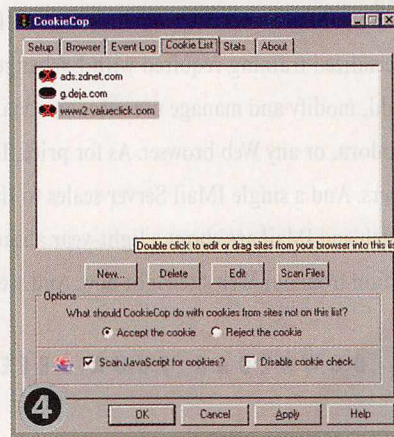 CookieCop
Setup Browser Event Log Cookie List Stats About
ads.zdnet.com
g.deja.com
www2.valueclick.com
Double click to edit or drag sites from your browser into this lis
New... Delete Edit Scan Files
Options
What should CookieCop do with cookies from sites not on this list?
Accept the cookie Reject the cookie
Scan JavaScript for cookies? Disable cookie check.
4
OK Cancel Apply Help